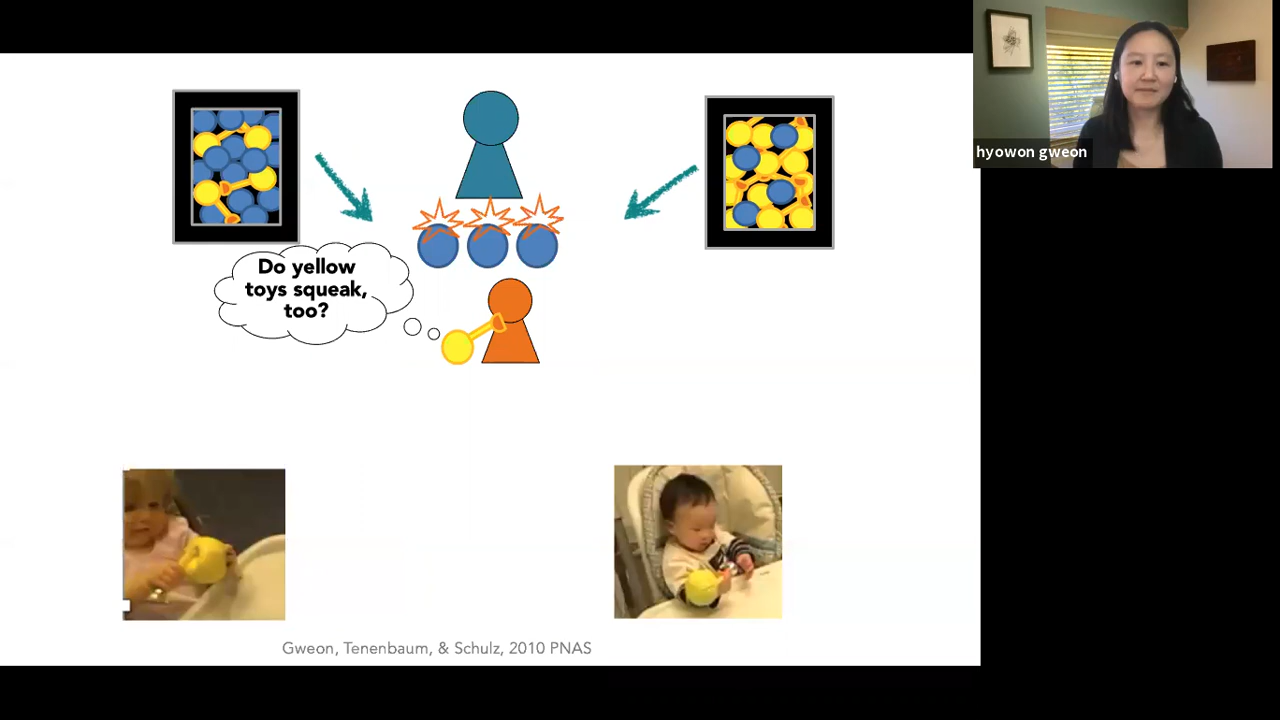 hyowon gweon
Do yellow
toys squeak,
too?
Gweon, Tenenbaum, & Schulz, 2010 PNAS